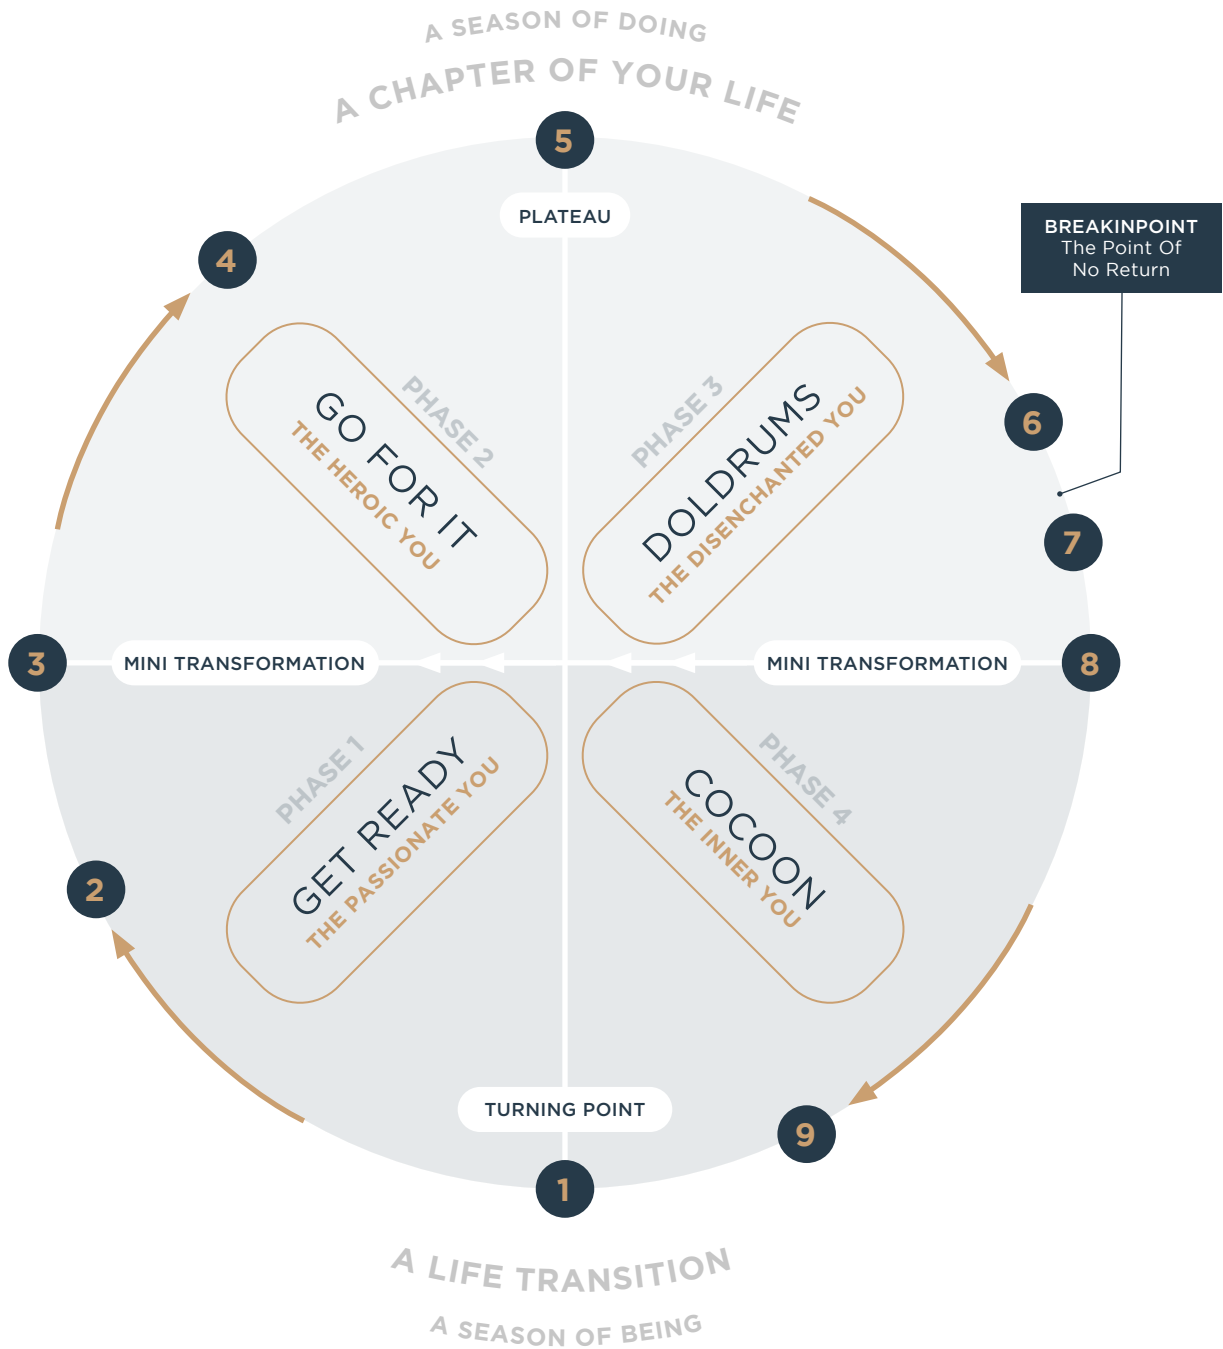 A SEASON OF DOING
A CHAPTER OF YOUR LIFE
5
PLATEAU
BREAKINPOINT
The Point Of
No Return
4
PHASE 2
GO FOR IT
THE HEROIC YOU
PHASE 3
DOLDRUMS
THE DISENCHANTED YOU
6
7
3
MINI TRANSFORMATION
MINI TRANSFORMATION
8
PHASE 1
GET READY
THE PASSIONATE YOU
PHASE 4
COCOON
THE INNER YOU
2
TURNING POINT
9
1
A LIFE TRANSITION
A SEASON OF BEING